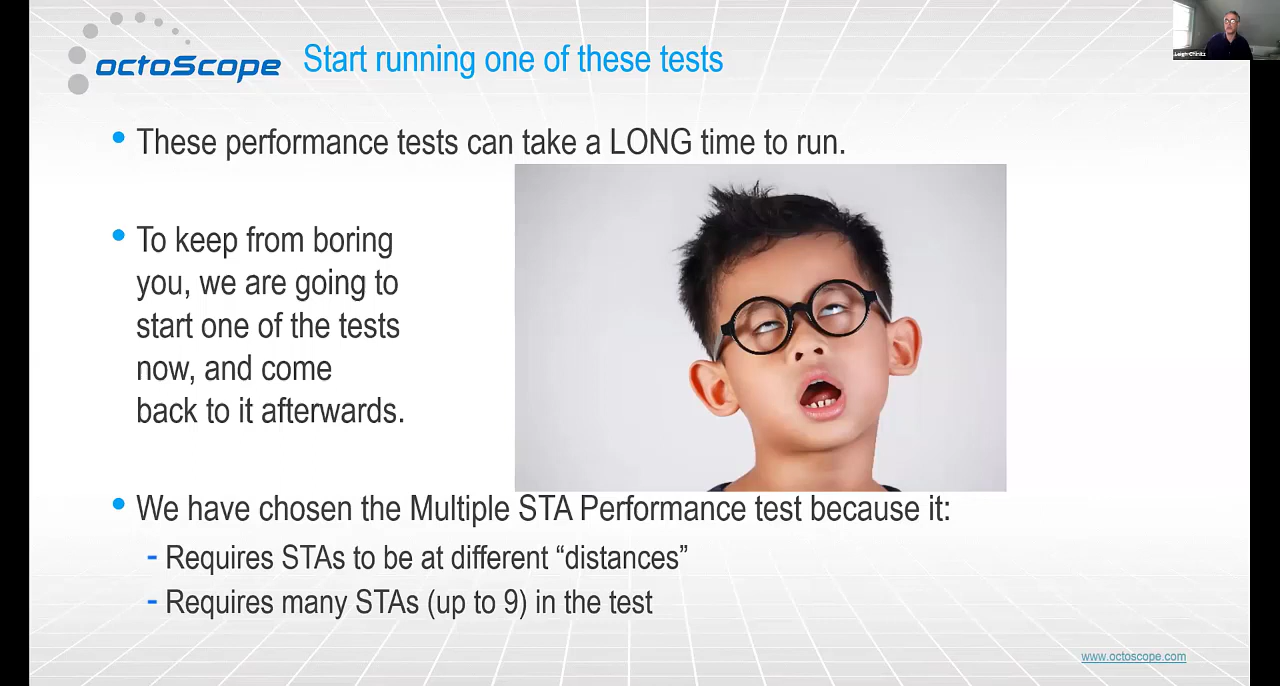 octoScope
Start running one of these tests
Leigh Chinitz
• These performance tests can take a LONG time to run.
• To keep from boring
you, we are going to
start one of the tests
now, and come
back to it afterwards.
• We have chosen the Multiple STA Performance test because it:
- Requires STAs to be at different “distances”
- Requires many STAs (up to 9) in the test
www.octoscope.com